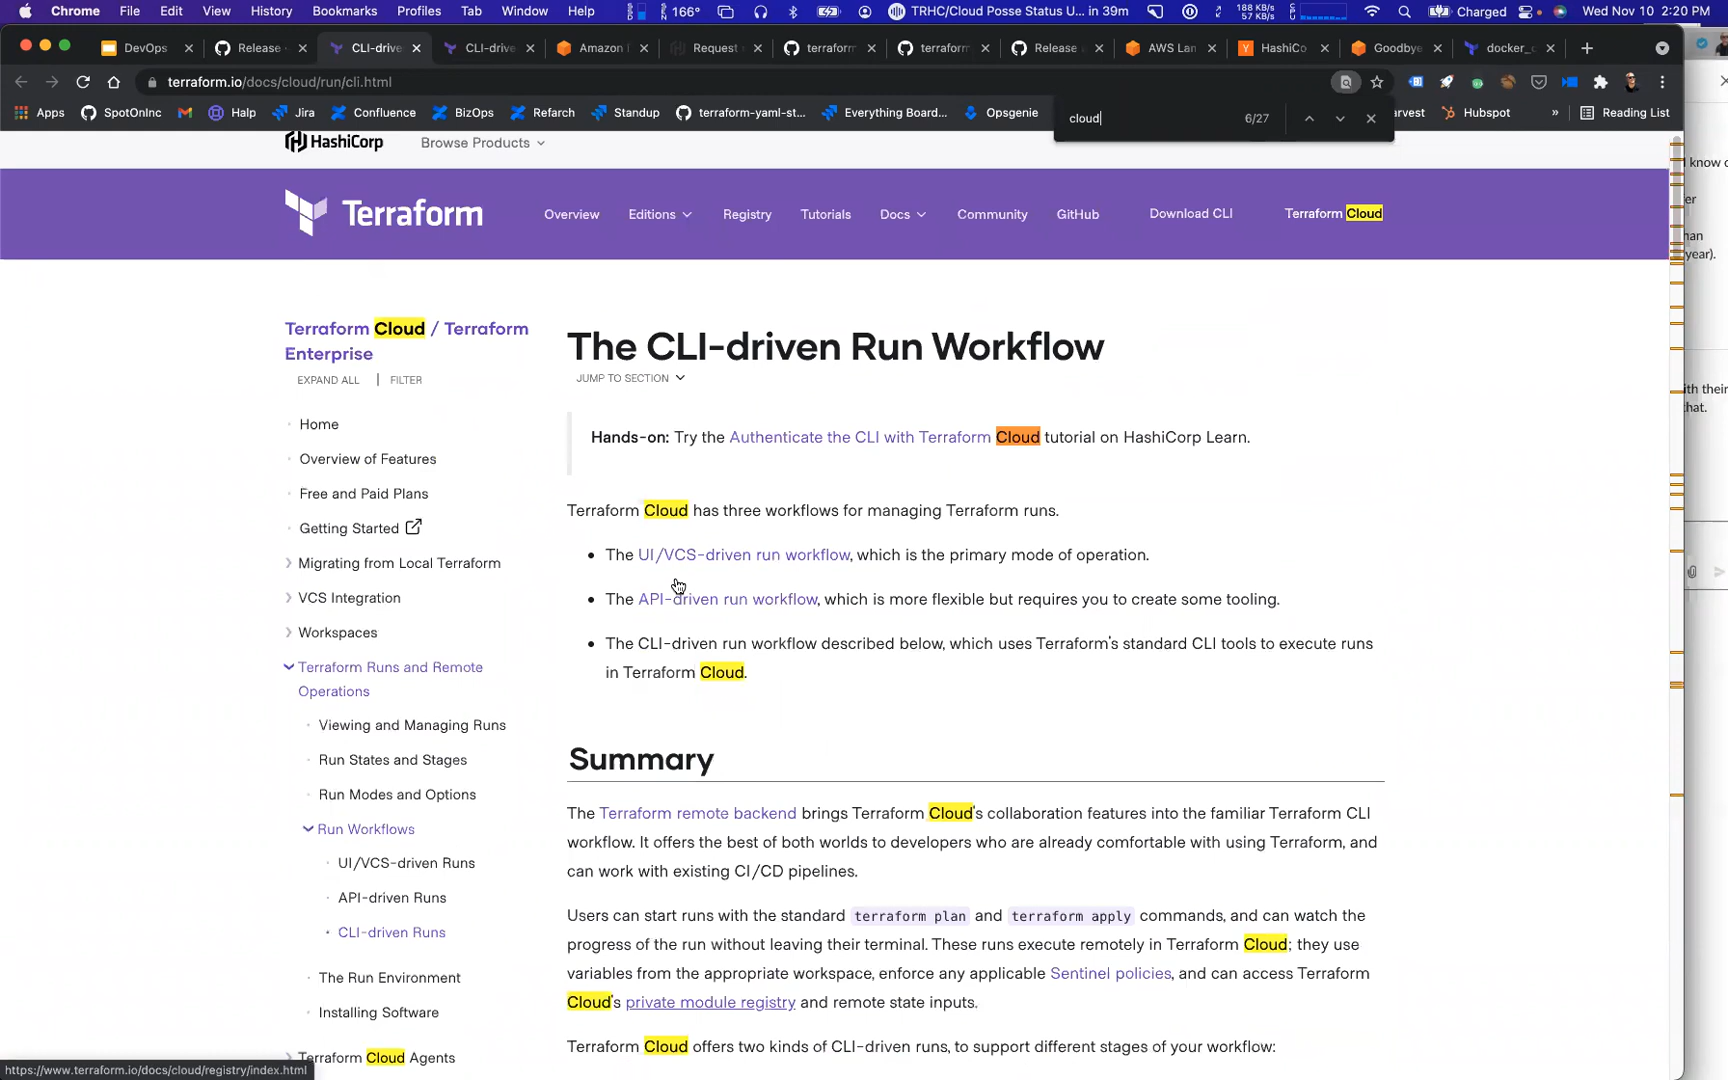 Chrome File Edit View History Bookmarks Profiles Tab Window Help 166° TRHC/Cloud Posse Status U... in 39m 188 KB/s 57 KB/s Charged Wed Nov 10 2:20 PM
DevOps Release CLI-drive CLI-drive Amazon Request terraform terraform Release AWS Lan HashiCo Goodbye docker_c
terraform.io/docs/cloud/run/cli.html
Apps SpotOnInc Halp Jira Confluence BizOps Refarch Standup terraform-yaml-st... Everything Board... Opsgenie arvest Hubspot » Reading List
cloud 6/27
HashiCorp Browse Products
Terraform Overview Editions Registry Tutorials Docs Community GitHub Download CLI Terraform Cloud
Terraform Cloud / Terraform
Enterprise
EXPAND ALL | FILTER
Home
Overview of Features
Free and Paid Plans
Getting Started
Migrating from Local Terraform
VCS Integration
Workspaces
Terraform Runs and Remote
Operations
Viewing and Managing Runs
Run States and Stages
Run Modes and Options
Run Workflows
UI/VCS-driven Runs
API-driven Runs
CLI-driven Runs
The Run Environment
Installing Software
Terraform Cloud Agents
The CLI-driven Run Workflow
JUMP TO SECTION
Hands-on: Try the Authenticate the CLI with Terraform Cloud tutorial on HashiCorp Learn.
Terraform Cloud has three workflows for managing Terraform runs.
• The UI/VCS-driven run workflow, which is the primary mode of operation.
• The API-driven run workflow, which is more flexible but requires you to create some tooling.
• The CLI-driven run workflow described below, which uses Terraform's standard CLI tools to execute runs
in Terraform Cloud.
Summary
The Terraform remote backend brings Terraform Cloud's collaboration features into the familiar Terraform CLI
workflow. It offers the best of both worlds to developers who are already comfortable with using Terraform, and
can work with existing CI/CD pipelines.
Users can start runs with the standard terraform plan and terraform apply commands, and can watch the
progress of the run without leaving their terminal. These runs execute remotely in Terraform Cloud; they use
variables from the appropriate workspace, enforce any applicable Sentinel policies, and can access Terraform
Cloud's private module registry and remote state inputs.
Terraform Cloud offers two kinds of CLI-driven runs, to support different stages of your workflow:
https://www.terraform.io/docs/cloud/registry/index.html
I know
er
han
year).
ith their
that.